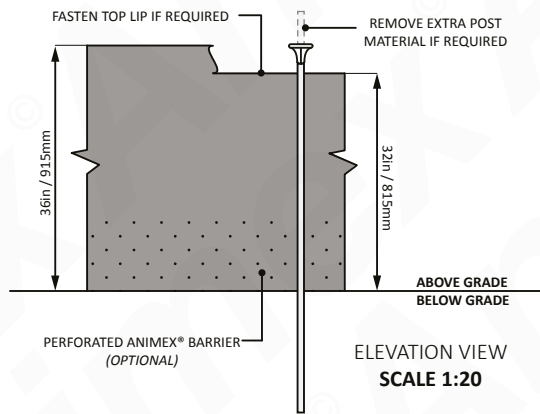 FASTEN TOP LIP IF REQUIRED
REMOVE EXTRA POST
MATERIAL IF REQUIRED
36in / 915mm
32in / 815mm
ABOVE GRADE
BELOW GRADE
PERFORATED ANIMEX® BARRIER
(OPTIONAL)
ELEVATION VIEW
SCALE 1:20